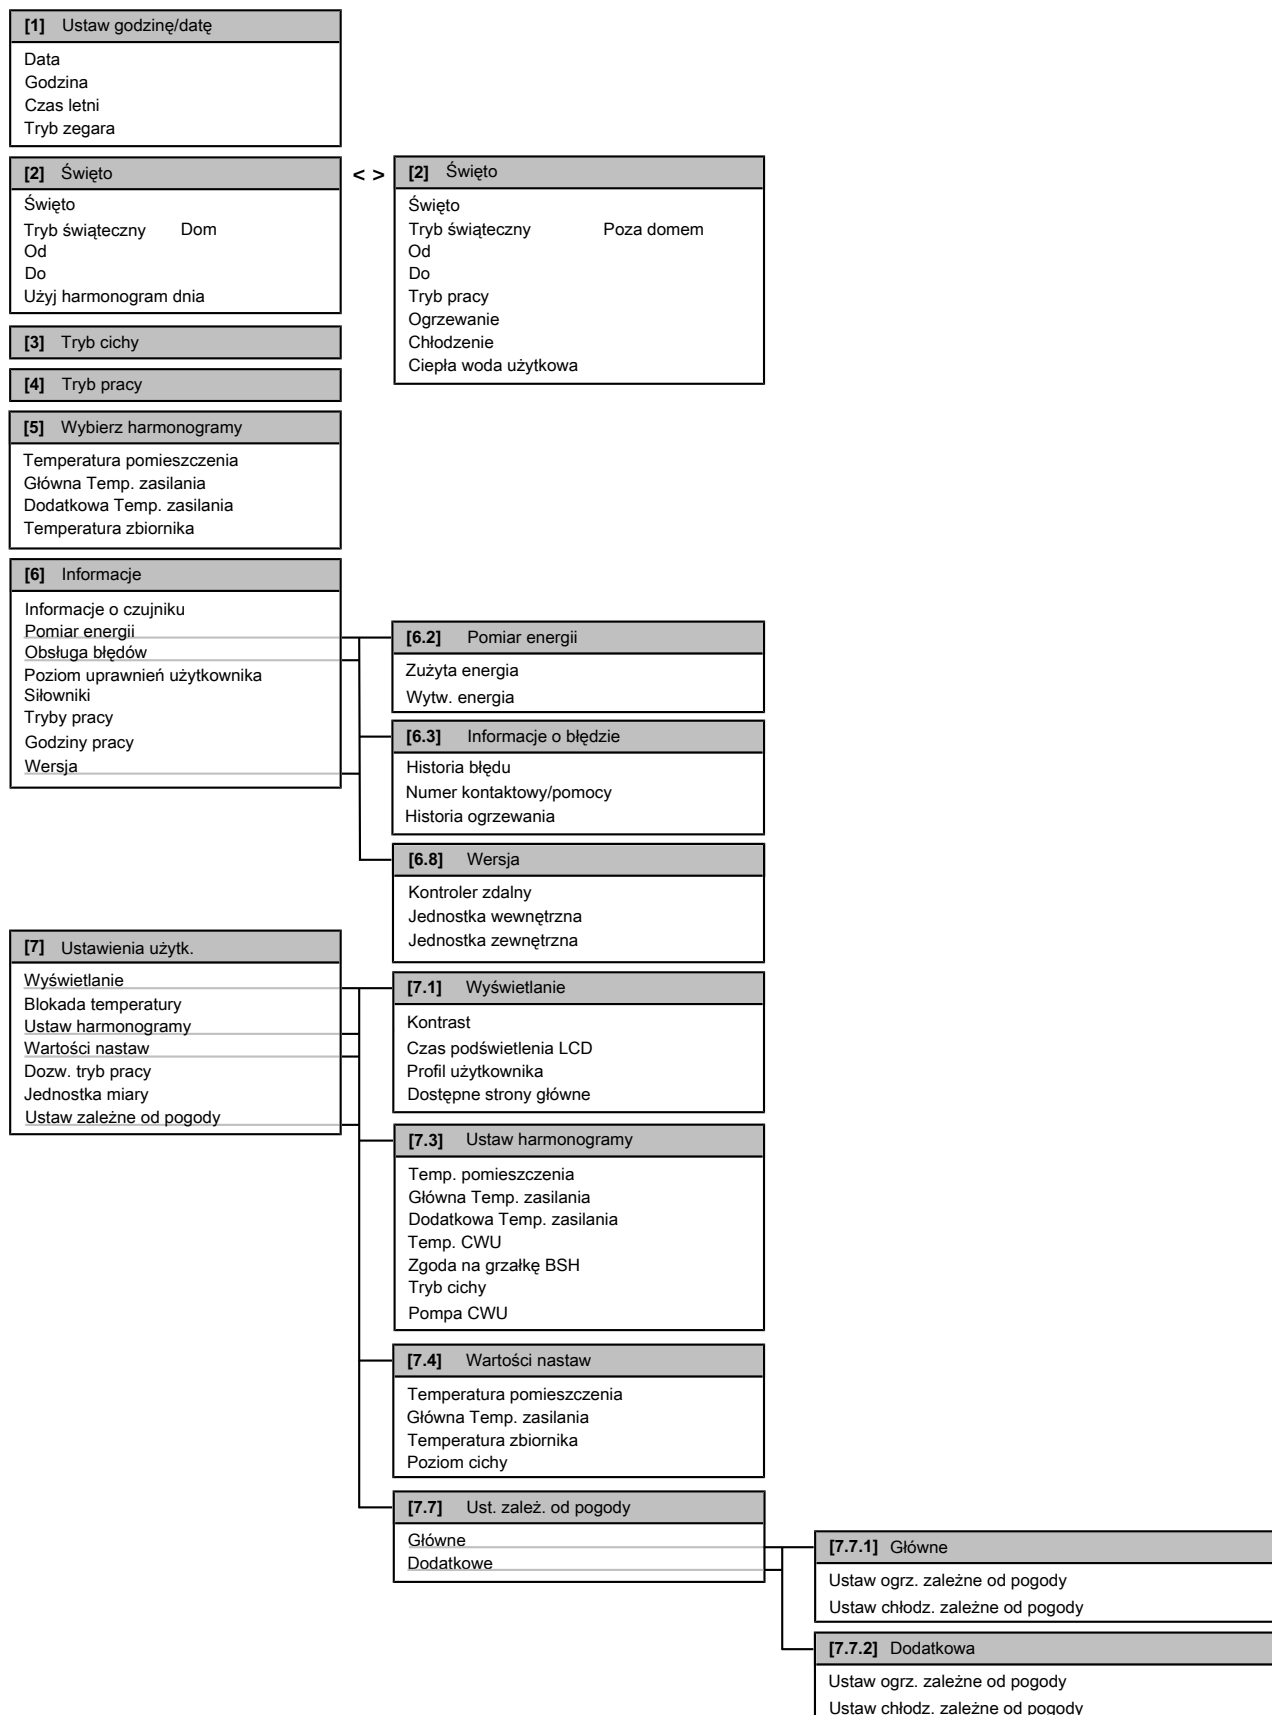 [1] Ustaw godzinę/datę
Data
Godzina
Czas letni
Tryb zegara
[2] Święto
Święto
Tryb świąteczny Dom
Od
Do
Użyj harmonogram dnia
< >
[2] Święto
Święto
Tryb świąteczny Poza domem
Od
Do
Tryb pracy
Ogrzewanie
Chłodzenie
Ciepła woda użytkowa
[3] Tryb cichy
[4] Tryb pracy
[5] Wybierz harmonogramy
Temperatura pomieszczenia
Główna Temp. zasilania
Dodatkowa Temp. zasilania
Temperatura zbiornika
[6] Informacje
Informacje o czujniku
Pomiar energii
Obsługa błędów
Poziom uprawnień użytkownika
Siłowniki
Tryby pracy
Godziny pracy
Wersja
[6.2] Pomiar energii
Zużyta energia
Wytw. energia
[6.3] Informacje o błędzie
Historia błędu
Numer kontaktowy/pomocy
Historia ogrzewania
[6.8] Wersja
Kontroler zdalny
Jednostka wewnętrzna
Jednostka zewnętrzna
[7] Ustawienia użytk.
Wyświetlanie
Blokada temperatury
Ustaw harmonogramy
Wartości nastaw
Dozw. tryb pracy
Jednostka miary
Ustaw zależne od pogody
[7.1] Wyświetlanie
Kontrast
Czas podświetlenia LCD
Profil użytkownika
Dostępne strony główne
[7.3] Ustaw harmonogramy
Temp. pomieszczenia
Główna Temp. zasilania
Dodatkowa Temp. zasilania
Temp. CWU
Zgoda na grzałkę BSH
Tryb cichy
Pompa CWU
[7.4] Wartości nastaw
Temperatura pomieszczenia
Główna Temp. zasilania
Temperatura zbiornika
Poziom cichy
[7.7] Ust. zależ. od pogody
Główne
Dodatkowe
[7.7.1] Główne
Ustaw ogrz. zależne od pogody
Ustaw chłodz. zależne od pogody
[7.7.2] Dodatkowa
Ustaw ogrz. zależne od pogody
Ustaw chłodz. zależne od pogody